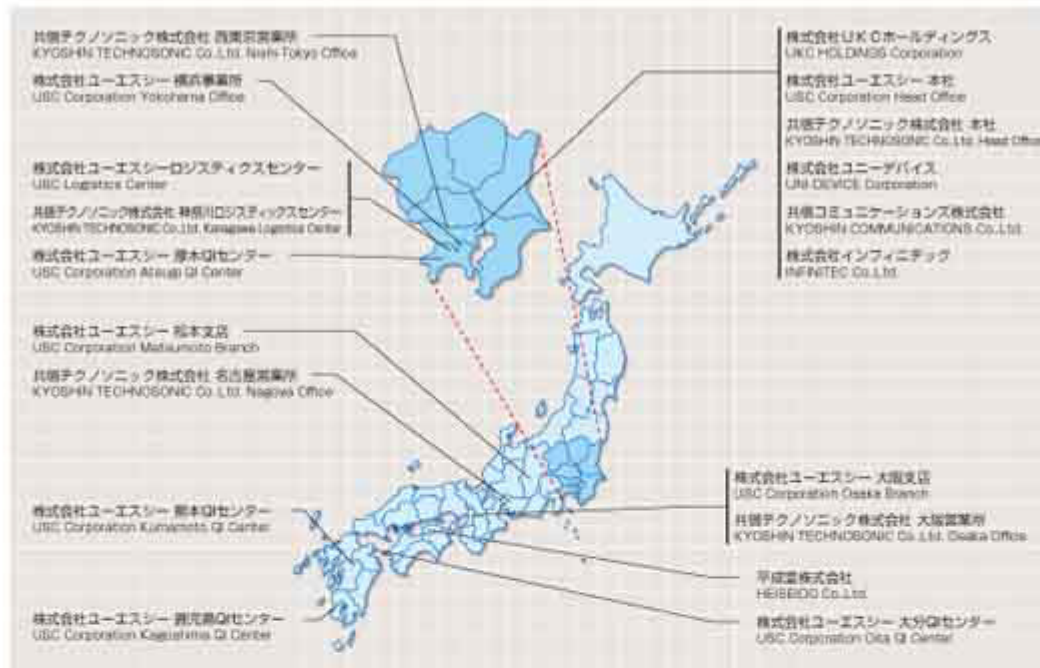 共信テクノソニック株式会社 西東京営業所
KYOSHIN TECHNOSONIC Co.,Ltd. Nishi-Tokyo Office
株式会社ユーエスシー 横浜事業所
USC Corporation Yokohama Office
株式会社ユーエスシーロジスティクスセンター
USC Logistics Center
共信テクノソニック株式会社 神奈川ロジスティックスセンター
KYOSHIN TECHNOSONIC Co.,Ltd. Kanagawa Logistics Center
株式会社ユーエスシー 厚木QIセンター
USC Corporation Atsugi QI Center
株式会社ユーエスシー 松本支店
USC Corporation Matsumoto Branch
共信テクノソニック株式会社 名古屋営業所
KYOSHIN TECHNOSONIC Co.,Ltd. Nagoya Office
株式会社ユーエスシー 熊本QIセンター
USC Corporation Kumamoto QI Center
株式会社ユーエスシー 鹿児島QIセンター
USC Corporation Kagoshima QI Center
株式会社UKCホールディングス
UKC HOLDINGS Corporation
株式会社ユーエスシー 本社
USC Corporation Head Office
共信テクノソニック株式会社 本社
KYOSHIN TECHNOSONIC Co.,Ltd. Head Office
株式会社ユニーデバイス
UNI DEVICE Corporation
共信コミュニケーションズ株式会社
KYOSHIN COMMUNICATIONS Co.,Ltd.
株式会社インフィニテック
INFINITEC Co.,Ltd.
株式会社ユーエスシー 大阪支店
USC Corporation Osaka Branch
共信テクノソニック株式会社 大阪営業所
KYOSHIN TECHNOSONIC Co.,Ltd. Osaka Office
平成堂株式会社
HEISEIDO Co.,Ltd.
株式会社ユーエスシー 大分QIセンター
USC Corporation Oita QI Center